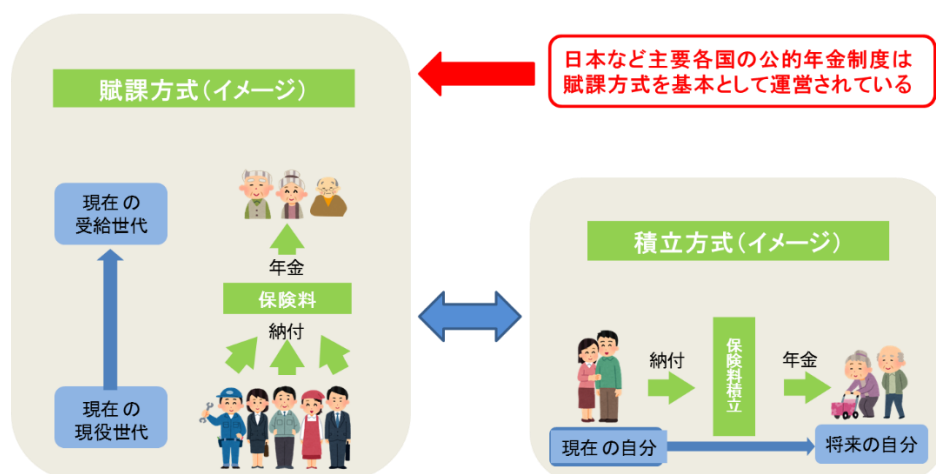 日本など主要各国の公的年金制度は
賦課方式を基本として運営されている
賦課方式(イメージ)
現在の
受給世代
年金
保険料
納付
現在の
現役世代
積立方式(イメージ)
納付
保険料積立
年金
現在の自分
将来の自分